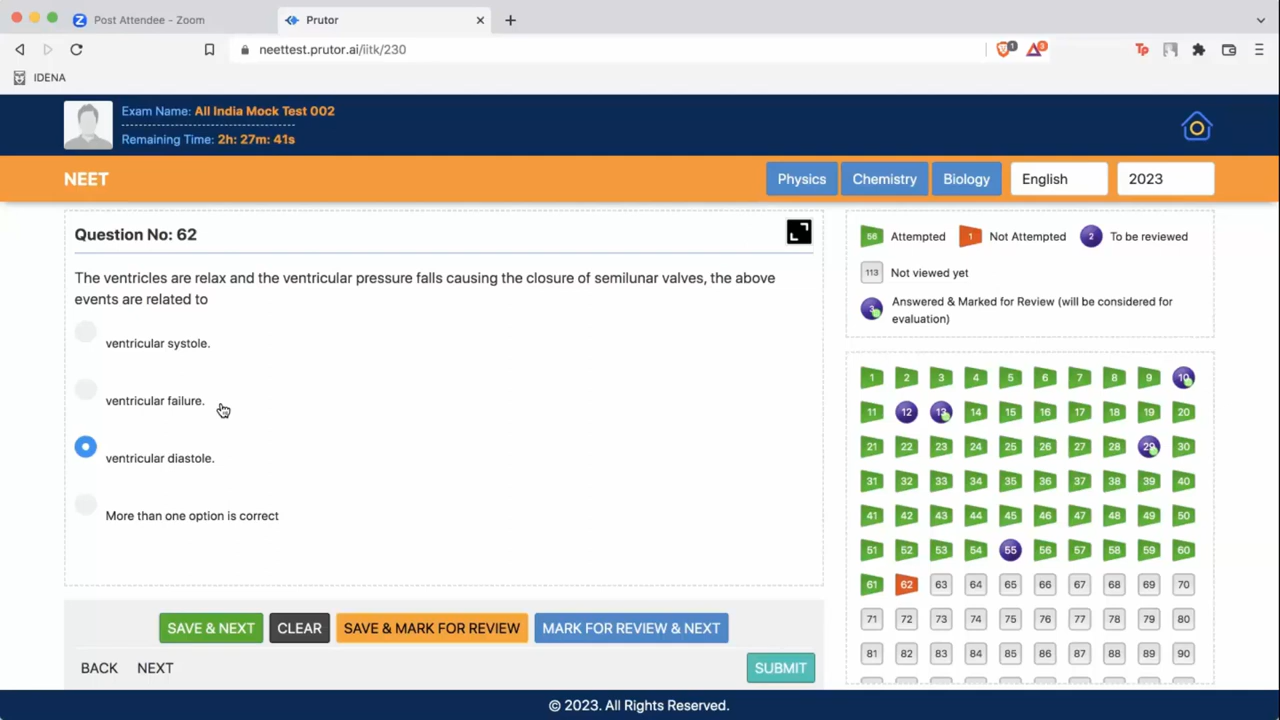 Post Attendee - Zoom
Prutor
neettest.prutor.ai/iitk/230
1
3
Tp
IDENA
Exam Name: All India Mock Test 002
Remaining Time: 2h: 27m: 41s
NEET
Physics
Chemistry
Biology
English
2023
Question No: 62
The ventricles are relax and the ventricular pressure falls causing the closure of semilunar valves, the above
events are related to
ventricular systole.
ventricular failure.
ventricular diastole.
More than one option is correct
SAVE & NEXT
CLEAR
SAVE & MARK FOR REVIEW
MARK FOR REVIEW & NEXT
BACK
NEXT
SUBMIT
56 Attempted
1 Not Attempted
2 To be reviewed
113 Not viewed yet
3 Answered & Marked for Review (will be considered for
evaluation)
1 2 3 4 5 6 7 8 9 10
11 12 13 14 15 16 17 18 19 20
21 22 23 24 25 26 27 28 29 30
31 32 33 34 35 36 37 38 39 40
41 42 43 44 45 46 47 48 49 50
51 52 53 54 55 56 57 58 59 60
61 62 63 64 65 66 67 68 69 70
71 72 73 74 75 76 77 78 79 80
81 82 83 84 85 86 87 88 89 90
© 2023. All Rights Reserved.